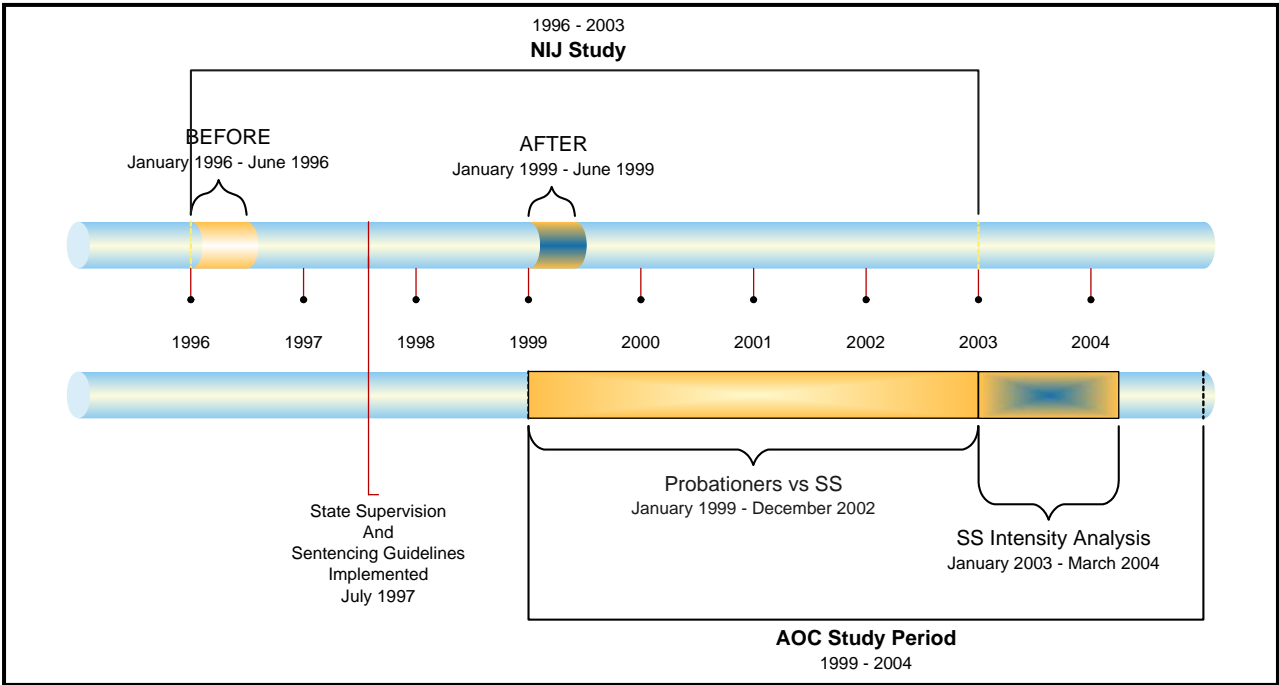 1996 - 2003
NIJ Study
BEFORE
January 1996 - June 1996
AFTER
January 1999 - June 1999
1996
1997
1998
1999
2000
2001
2002
2003
2004
Probationers vs SS
January 1999 - December 2002
State Supervision
And
Sentencing Guidelines
Implemented
July 1997
SS Intensity Analysis
January 2003 - March 2004
AOC Study Period
1999 - 2004